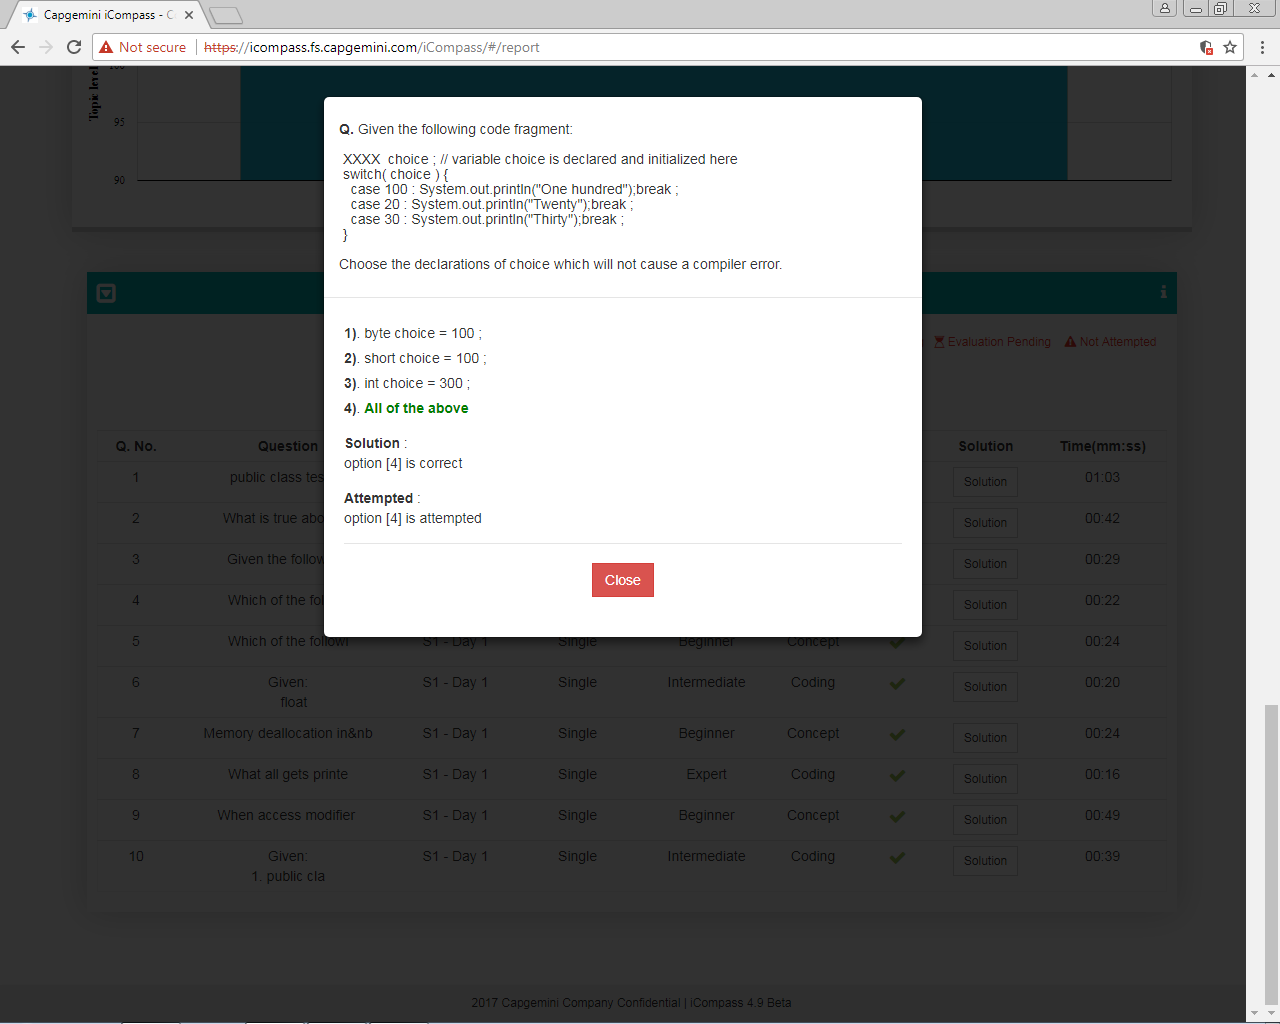 Capgemini iCompass - C
Not secure
https://icompass.fs.capgemini.com/iCompass/#/report
Topic level
100
95
90
Q. Given the following code fragment:
XXXX  choice ; // variable choice is declared and initialized here
switch( choice ) {
case 100 : System.out.println("One hundred");break ;
case 20 : System.out.println("Twenty");break ;
case 30 : System.out.println("Thirty");break ;
}
Choose the declarations of choice which will not cause a compiler error.
1). byte choice = 100 ;
2). short choice = 100 ;
3). int choice = 300 ;
4). All of the above
Solution :
option [4] is correct
Attempted :
option [4] is attempted
Close
Evaluation Pending Not Attempted
Q. No. Question Solution Time(mm:ss)
1 public class tes Solution 01:03
2 What is true abo Solution 00:42
3 Given the follow Solution 00:29
4 Which of the fol Solution 00:22
5 Which of the followi S1 - Day 1 Single Beginner Concept Solution 00:24
6 Given: S1 - Day 1 Single Intermediate Coding Solution 00:20
float
7 Memory deallocation in&nb S1 - Day 1 Single Beginner Concept Solution 00:24
8 What all gets printe S1 - Day 1 Single Expert Coding Solution 00:16
9 When access modifier S1 - Day 1 Single Beginner Concept Solution 00:49
10 Given: S1 - Day 1 Single Intermediate Coding Solution 00:39
1. public cla
2017 Capgemini Company Confidential | iCompass 4.9 Beta